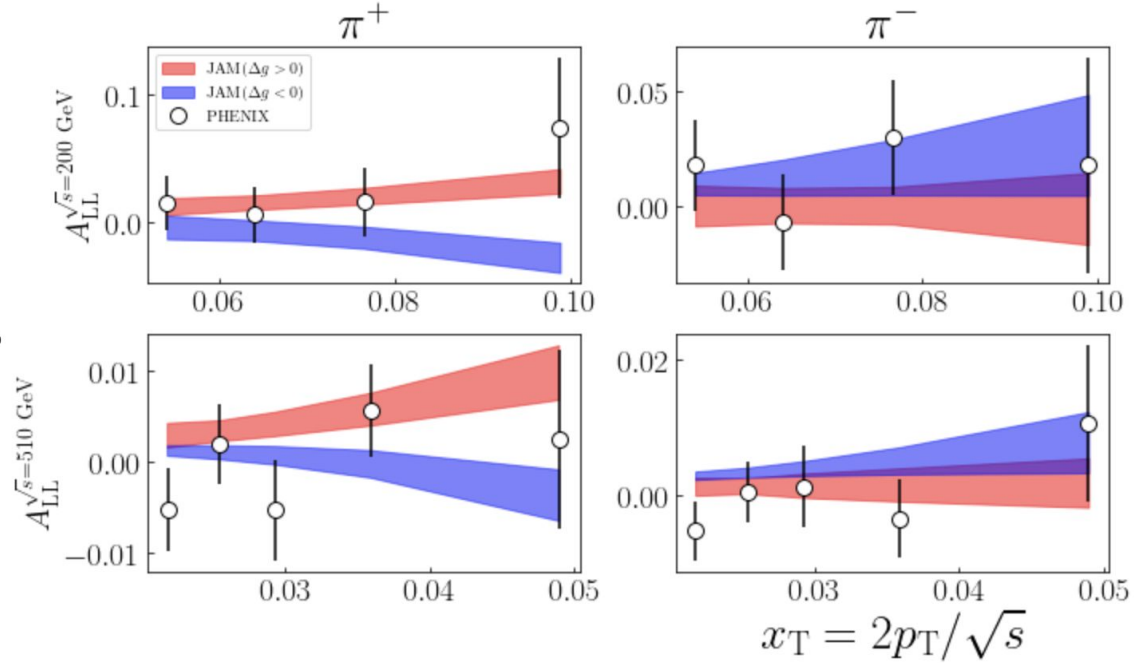 π⁺ π⁻
JAM(Δg > 0)
JAM(Δg < 0)
PHENIX
A_LL^√s=200 GeV
0.1
0.0
0.06 0.08 0.10
0.05
0.00
0.06 0.08 0.10
A_LL^√s=510 GeV
0.01
0.00
−0.01
0.03 0.04 0.05
0.02
0.00
0.03 0.04 0.05
x_T = 2p_T/√s